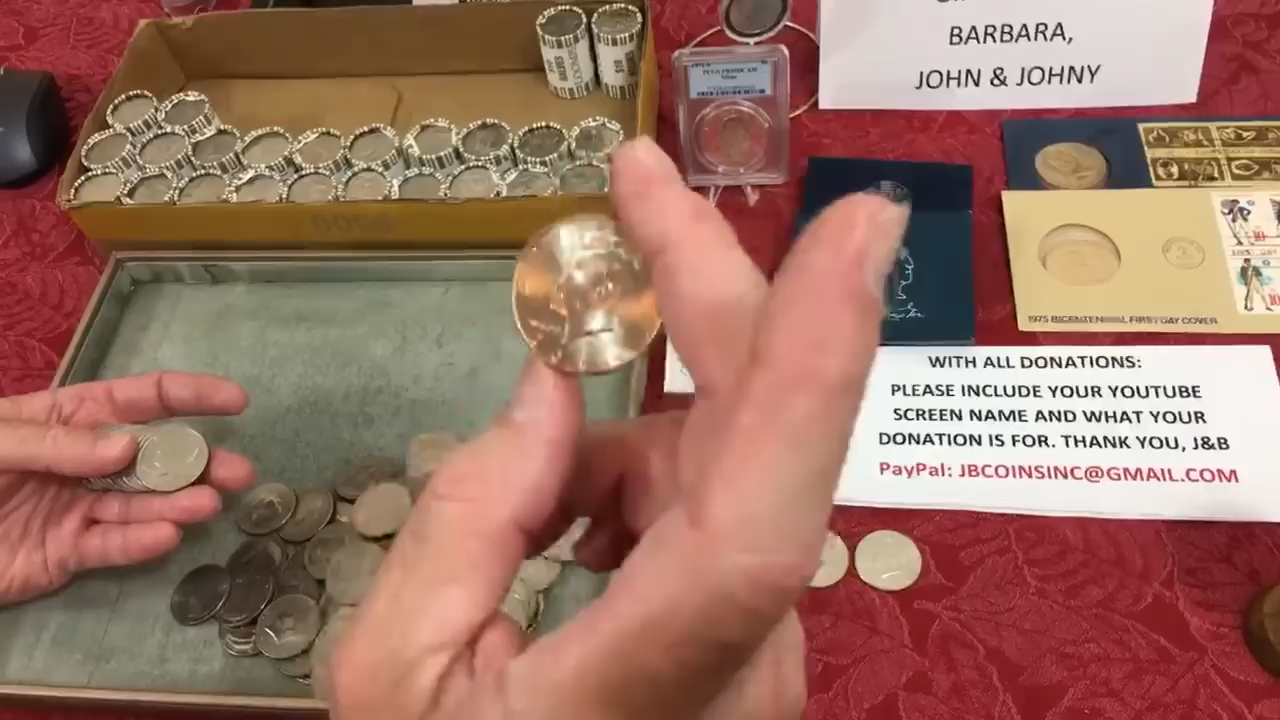 BARBARA,
JOHN & JOHNY
1975 BICENTENNIAL FIRST DAY COVER
WITH ALL DONATIONS:
PLEASE INCLUDE YOUR YOUTUBE
SCREEN NAME AND WHAT YOUR
DONATION IS FOR. THANK YOU, J&B
PayPal: JBCOINSINC@GMAIL.COM